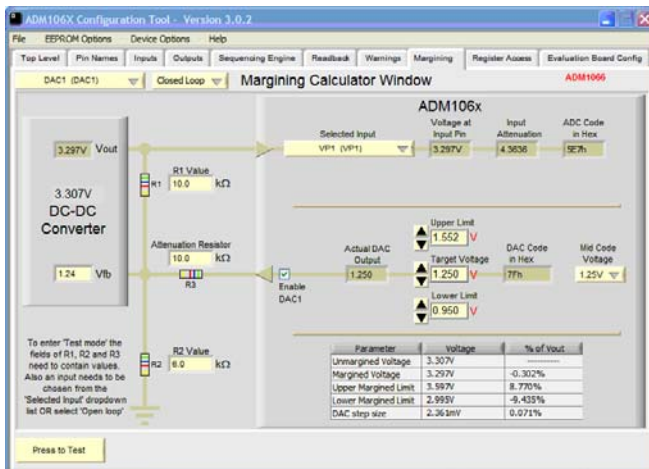 ADM106X Configuration Tool - Version 3.0.2
File EEPROM Options Device Options Help
Top Level Pin Names Inputs Outputs Sequencing Engine Readback Warnings Margining Register Access Evaluation Board Config
DAC1 (DAC1) Closed Loop Margining Calculator Window ADM1066
ADM106x
Selected Input Voltage at Input Pin Input Attenuation ADC Code in Hex
3.297V Vout VP1 (VP1) 3.297V 4.3636 5E7h
R1 Value
R1 10.0 kΩ
3.307V
DC-DC
Converter
Upper Limit
1.552 V
Attenuation Resistor Actual DAC Output Target Voltage DAC Code in Hex Mid Code Voltage
10.0 kΩ
1.24 Vfb R3 Enable DAC1 1.250 1.250 V 7Fh 1.25V
Lower Limit
0.950 V
To enter 'Test mode' the
fields of R1, R2 and R3
need to contain values.
Also an input needs to be
chosen from the
'Selected Input' dropdown
list OR select 'Open loop'
R2 Value
R2 6.0 kΩ
Parameter Voltage % of Vout
Unmargined Voltage 3.307V ----------
Margined Voltage 3.297V -0.302%
Upper Margined Limit 3.597V 8.770%
Lower Margined Limit 2.995V -9.435%
DAC step size 2.361mV 0.071%
Press to Test